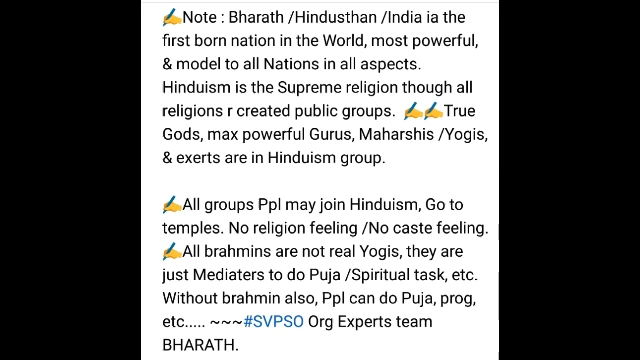 ✍Note : Bharath /Hindusthan /India ia the
first born nation in the World, most powerful,
& model to all Nations in all aspects.
Hinduism is the Supreme religion though all
religions r created public groups. ✍✍True
Gods, max powerful Gurus, Maharshis /Yogis,
& exerts are in Hinduism group.

✍All groups Ppl may join Hinduism, Go to
temples. No religion feeling /No caste feeling.
✍All brahmins are not real Yogis, they are
just Mediaters to do Puja /Spiritual task, etc.
Without brahmin also, Ppl can do Puja, prog,
etc..... ~~~#SVPSO Org Experts team
BHARATH.